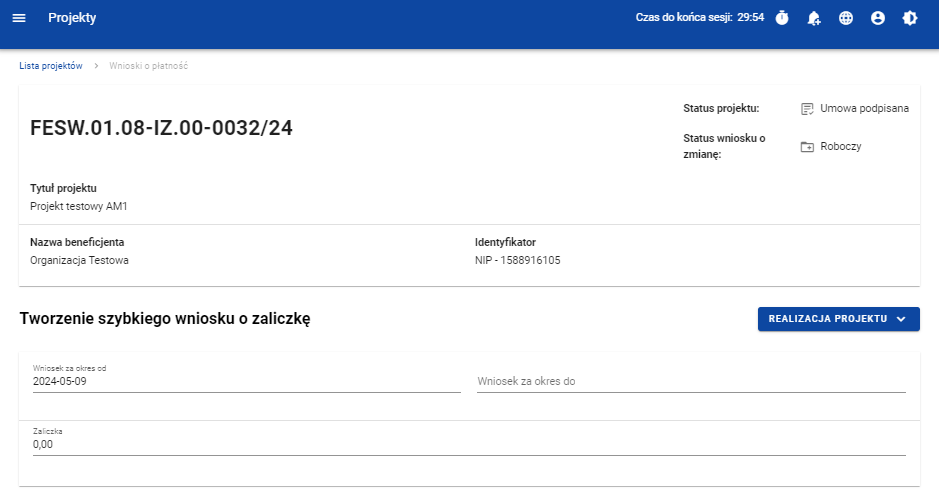 Projekty
Czas do końca sesji: 29:54
Lista projektów > Wnioski o płatność
FESW.01.08-IZ.00-0032/24
Status projektu: Umowa podpisana
Status wniosku o
zmianę:
Roboczy
Tytuł projektu
Projekt testowy AM1
Nazwa beneficjenta
Organizacja Testowa
Identyfikator
NIP - 1588916105
Tworzenie szybkiego wniosku o zaliczkę
REALIZACJA PROJEKTU
Wniosek za okres od
2024-05-09
Wniosek za okres do
Zaliczka
0,00